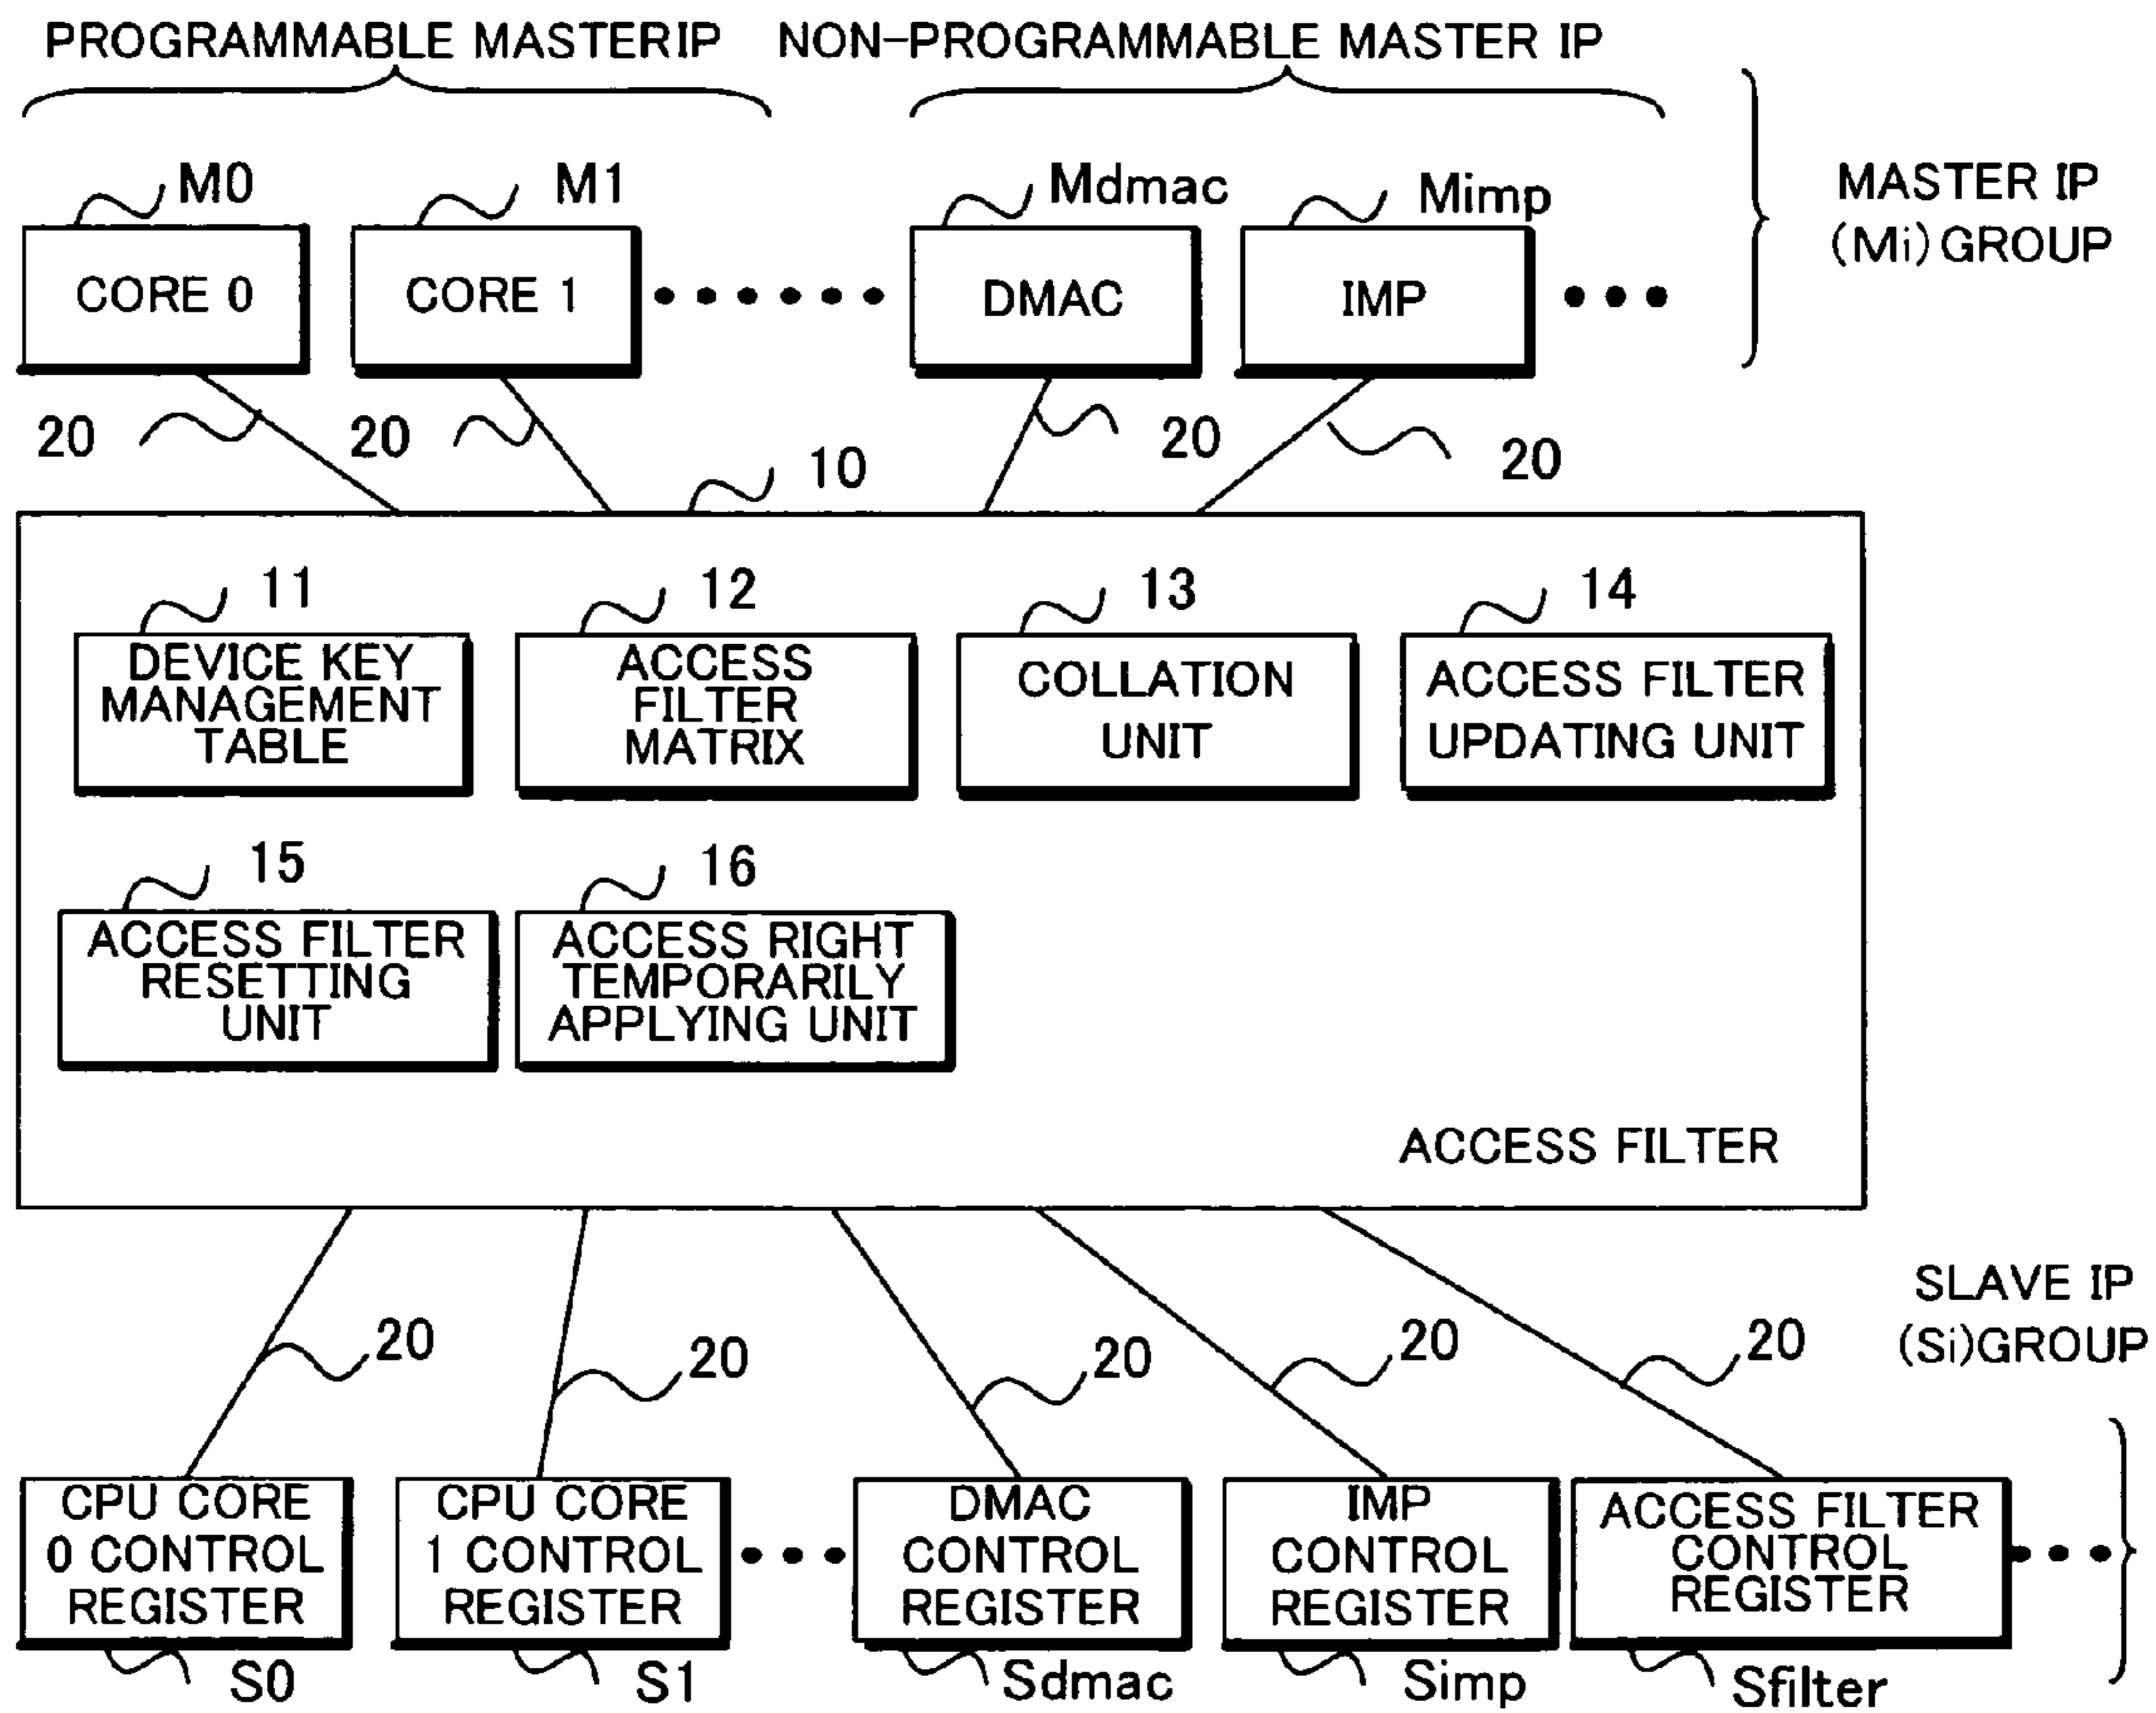 PROGRAMMABLE MASTERIP
NON-PROGRAMMABLE MASTER IP
M0
M1
Mdmac
Mimp
MASTER IP
(Mi) GROUP
CORE 0
CORE 1
DMAC
IMP
20
20
20
20
10
11
12
13
14
DEVICE KEY
MANAGEMENT
TABLE
ACCESS
FILTER
MATRIX
COLLATION
UNIT
ACCESS FILTER
UPDATING UNIT
15
16
ACCESS FILTER
RESETTING
UNIT
ACCESS RIGHT
TEMPORARILY
APPLYING UNIT
ACCESS FILTER
SLAVE IP
(Si)GROUP
20
20
20
20
20
CPU CORE
0 CONTROL
REGISTER
CPU CORE
1 CONTROL
REGISTER
DMAC
CONTROL
REGISTER
IMP
CONTROL
REGISTER
ACCESS FILTER
CONTROL
REGISTER
S0
S1
Sdmac
Simp
Sfilter